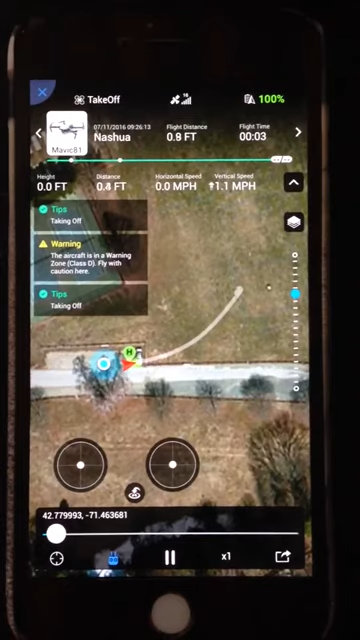 TakeOff
18
100%
Mavic81
07/11/2016 09:26:13
Nashua
Flight Distance
0.9 FT
Flight Time
00:03
Height
0.0 FT
Distance
0.4 FT
Horizontal Speed
0.0 MPH
Vertical Speed
↑1.1 MPH
Tips
Taking Off
Warning
The aircraft is in a Warning
Zone (Class D). Fly with
caution here.
Tips
Taking Off
H
42.779993, -71.463681
x1